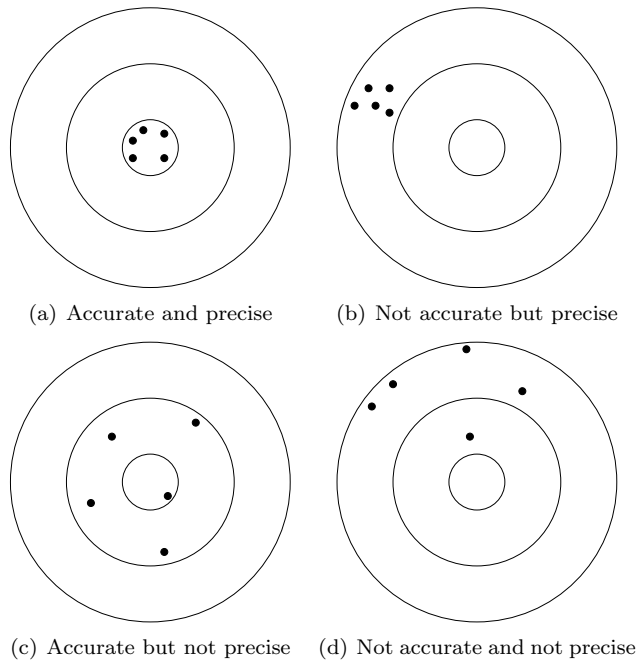 (a) Accurate and precise
(b) Not accurate but precise
(c) Accurate but not precise
(d) Not accurate and not precise